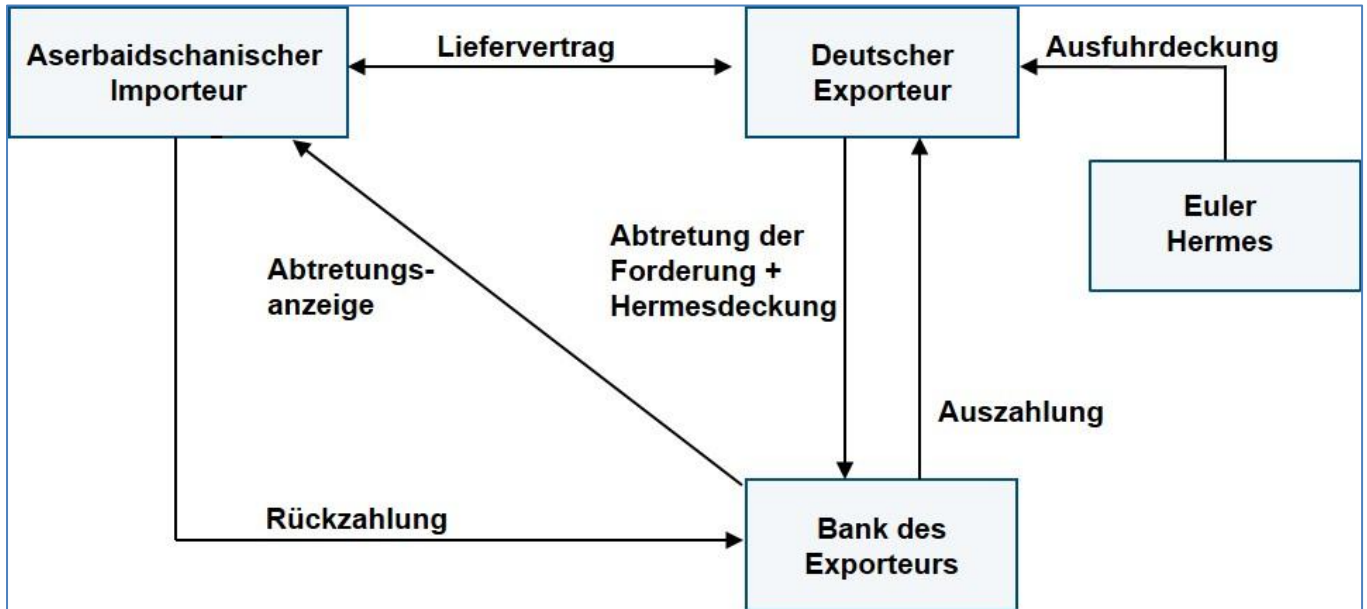 Aserbaidschanischer
Importeur
Liefervertrag
Deutscher
Exporteur
Ausfuhrdeckung
Euler
Hermes
Abtretungs-
anzeige
Abtretung der
Forderung +
Hermesdeckung
Auszahlung
Rückzahlung
Bank des
Exporteurs